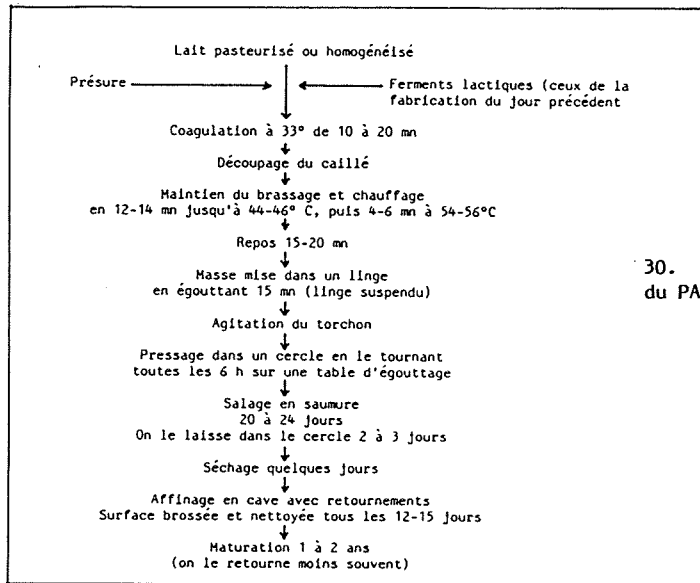 Lait pasteurisé ou homogénéisé
Présure
Ferments lactiques (ceux de la
fabrication du jour précédent
Coagulation à 33° de 10 à 20 mn
Découpage du caillé
Maintien du brassage et chauffage
en 12-14 mn jusqu'à 44-46° C, puis 4-6 mn à 54-56°C
Repos 15-20 mn
Masse mise dans un linge
en égouttant 15 mn (linge suspendu)
Agitation du torchon
Pressage dans un cercle en le tournant
toutes les 6 h sur une table d'égouttage
Salage en saumure
20 à 24 jours
On le laisse dans le cercle 2 à 3 jours
Séchage quelques jours
Affinage en cave avec retournements
Surface brossée et nettoyée tous les 12-15 jours
Maturation 1 à 2 ans
(on le retourne moins souvent)
30.
du PA